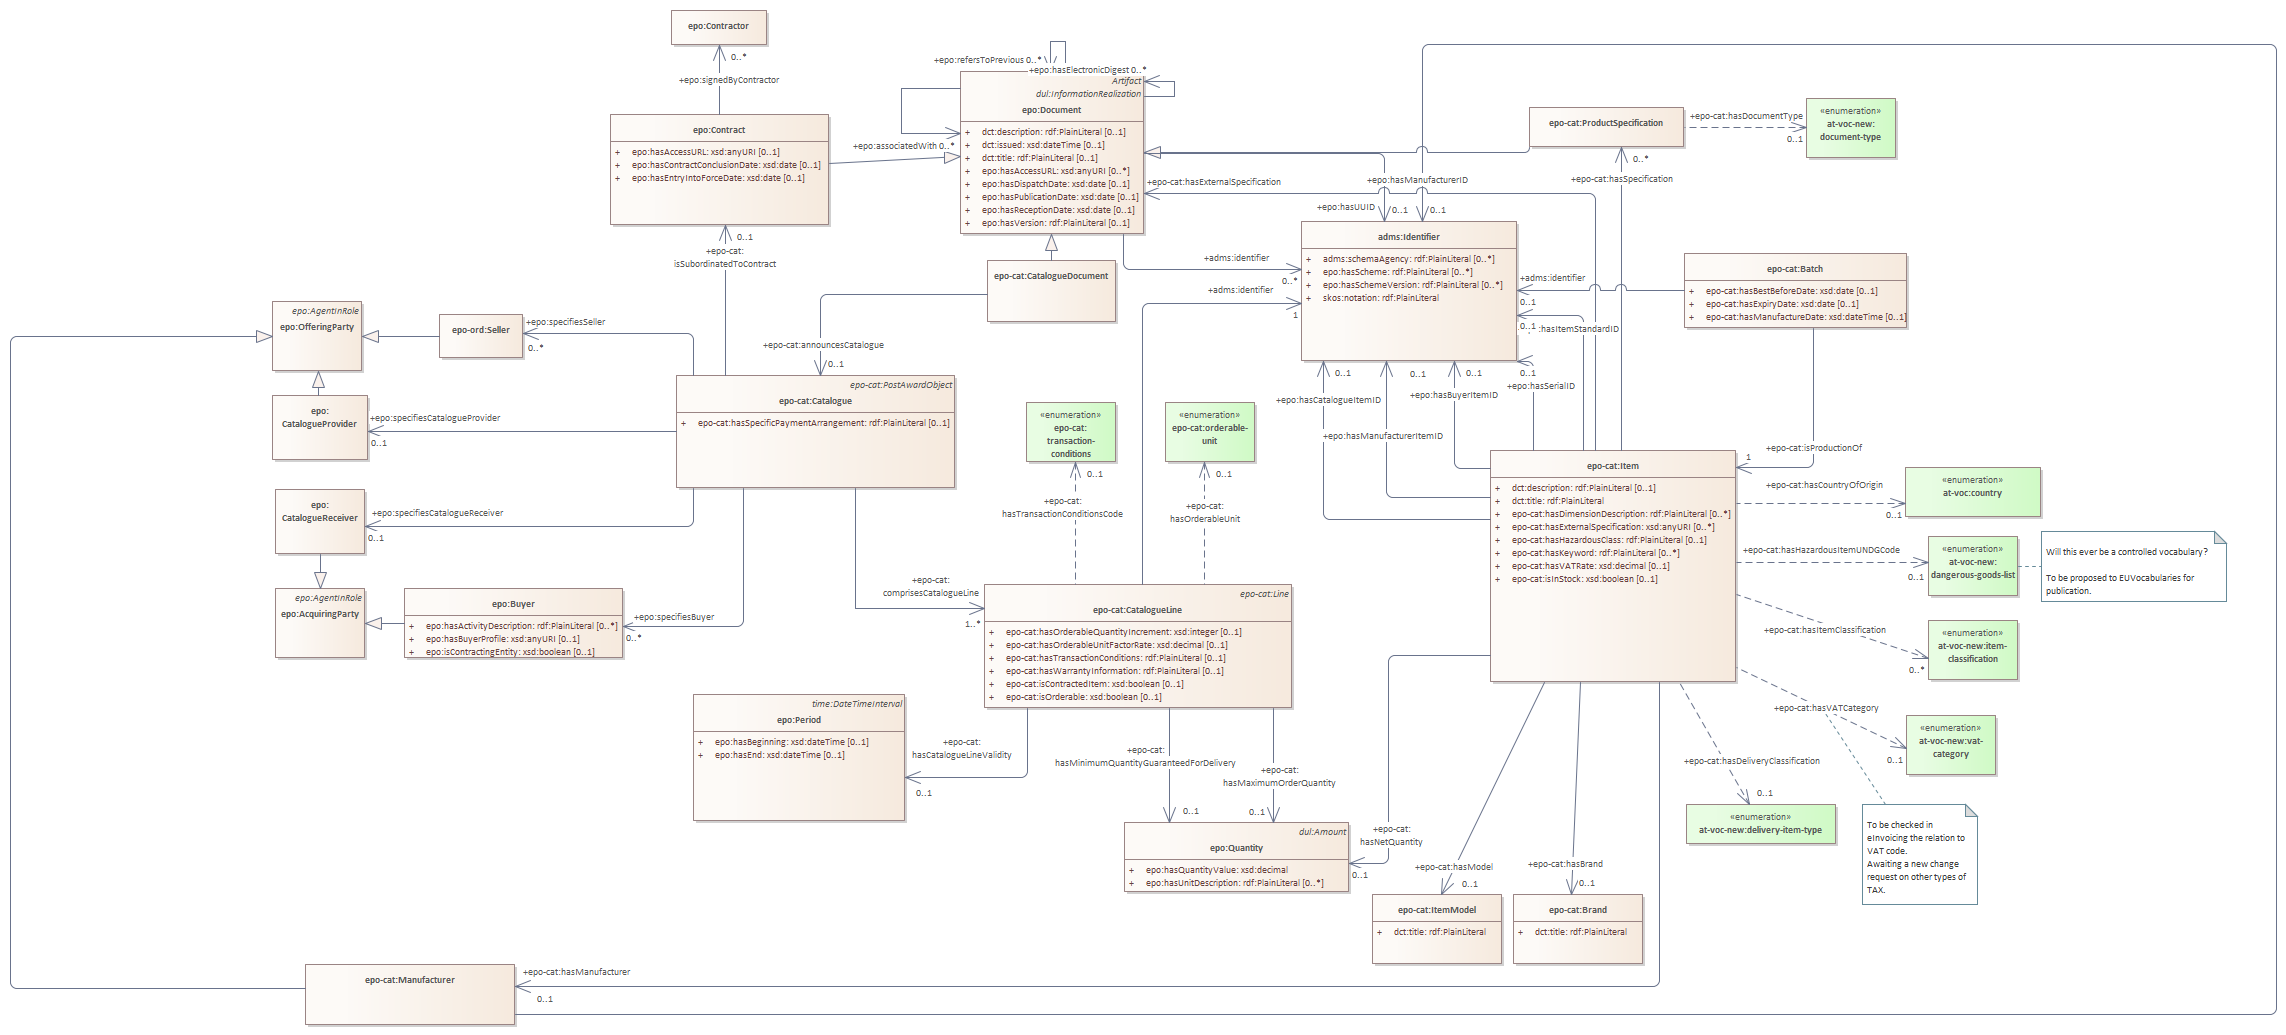 epo:Contractor
0..*
+epo:signedByContractor
epo:Contract
+ epo:hasAccessURL: xsd:anyURI [0..1]
+ epo:hasContractConclusionDate: xsd:date [0..1]
+ epo:hasEntryIntoForceDate: xsd:date [0..1]
0..1
+epo-cat:
isSubordinatedToContract
+epo:refersToPrevious 0..*
+epo:hasElectronicDigest 0..*
+epo:associatedWith 0..*
Artifact
dul:InformationRealization
epo:Document
+ dct:description: rdf:PlainLiteral [0..1]
+ dct:issued: xsd:dateTime [0..1]
+ dct:title: rdf:PlainLiteral [0..1]
+ epo:hasAccessURL: xsd:anyURI [0..*]
+ epo:hasDispatchDate: xsd:date [0..1]
+ epo:hasPublicationDate: xsd:date [0..1]
+ epo:hasReceptionDate: xsd:date [0..1]
+ epo:hasVersion: rdf:PlainLiteral [0..1]
epo-cat:CatalogueDocument
+epo-cat:announcesCatalogue
0..1
+epo-cat:hasExternalSpecification
+epo:hasManufacturerID
+epo:hasUUID
0..1
0..1
+adms:identifier
0..*
+adms:identifier
1
adms:Identifier
+ adms:schemaAgency: rdf:PlainLiteral [0..*]
+ epo:hasScheme: rdf:PlainLiteral [0..*]
+ epo:hasSchemeVersion: rdf:PlainLiteral [0..*]
+ skos:notation: rdf:PlainLiteral
epo-cat:ProductSpecification
+epo-cat:hasDocumentType
0..1
«enumeration»
at-voc-new:
document-type
0..*
+epo-cat:hasSpecification
epo-cat:Batch
+ epo-cat:hasBestBeforeDate: xsd:date [0..1]
+ epo-cat:hasExpiryDate: xsd:date [0..1]
+ epo-cat:hasManufactureDate: xsd:dateTime [0..1]
+adms:identifier
0..1
0..1
:hasItemStandardID
0..1
+epo:hasSerialID
0..1
+epo:hasCatalogueItemID
0..1
+epo:hasManufacturerItemID
0..1
+epo:hasBuyerItemID
+epo-cat:isProductionOf
1
epo:AgentInRole
epo:OfferingParty
epo-ord:Seller
+epo:specifiesSeller
0..*
epo:
CatalogueProvider
+epo:specifiesCatalogueProvider
0..1
epo-cat:PostAwardObject
epo-cat:Catalogue
+ epo-cat:hasSpecificPaymentArrangement: rdf:PlainLiteral [0..1]
epo:
CatalogueReceiver
+epo:specifiesCatalogueReceiver
0..1
epo:AgentInRole
epo:AcquiringParty
epo:Buyer
+ epo:hasActivityDescription: rdf:PlainLiteral [0..*]
+ epo:hasBuyerProfile: xsd:anyURI [0..1]
+ epo:isContractingEntity: xsd:boolean [0..1]
+epo:specifiesBuyer
0..*
+epo-cat:
comprisesCatalogueLine
1..*
«enumeration»
epo-cat:
transaction-
conditions
0..1
+epo-cat:
hasTransactionConditionsCode
«enumeration»
epo-cat:orderable-
unit
0..1
+epo-cat:
hasOrderableUnit
epo-cat:Line
epo-cat:CatalogueLine
+ epo-cat:hasOrderableQuantityIncrement: xsd:integer [0..1]
+ epo-cat:hasOrderableUnitFactorRate: xsd:decimal [0..1]
+ epo-cat:hasTransactionConditions: rdf:PlainLiteral [0..1]
+ epo-cat:hasWarrantyInformation: rdf:PlainLiteral [0..1]
+ epo-cat:isContractedItem: xsd:boolean [0..1]
+ epo-cat:isOrderable: xsd:boolean [0..1]
time:DateTimeInterval
epo:Period
+ epo:hasBeginning: xsd:dateTime [0..1]
+ epo:hasEnd: xsd:dateTime [0..1]
+epo-cat:
hasCatalogueLineValidity
0..1
+epo-cat:
hasMinimumQuantityGuaranteedForDelivery
0..1
+epo-cat:
hasMaximumOrderQuantity
0..1
dul:Amount
epo:Quantity
+ epo:hasQuantityValue: xsd:decimal
+ epo:hasUnitDescription: rdf:PlainLiteral [0..*]
+epo-cat:
hasNetQuantity
0..1
epo-cat:Item
+ dct:description: rdf:PlainLiteral [0..1]
+ dct:title: rdf:PlainLiteral
+ epo-cat:hasDimensionDescription: rdf:PlainLiteral [0..*]
+ epo-cat:hasExternalSpecification: xsd:anyURI [0..*]
+ epo-cat:hasHazardousClass: rdf:PlainLiteral [0..1]
+ epo-cat:hasKeyword: rdf:PlainLiteral [0..*]
+ epo-cat:hasVATRate: xsd:decimal [0..1]
+ epo-cat:isInStock: xsd:boolean [0..1]
+epo-cat:hasCountryOfOrigin
0..1
«enumeration»
at-voc:country
+epo-cat:hasHazardousItemUNDGCode
0..1
«enumeration»
at-voc-new:
dangerous-goods-list
Will this ever be a controlled vocabulary?
To be proposed to EUVocabularies for
publication.
+epo-cat:hasItemClassification
0..*
«enumeration»
at-voc-new:item-
classification
+epo-cat:hasVATCategory
0..1
«enumeration»
at-voc-new:vat-
category
+epo-cat:hasDeliveryClassification
0..1
«enumeration»
at-voc-new:delivery-item-type
To be checked in
eInvoicing the relation to
VAT code.
Awaiting a new change
request on other types of
TAX.
+epo-cat:hasModel
0..1
epo-cat:ItemModel
+ dct:title: rdf:PlainLiteral
+epo-cat:hasBrand
0..1
epo-cat:Brand
+ dct:title: rdf:PlainLiteral
epo-cat:Manufacturer
+epo-cat:hasManufacturer
0..1